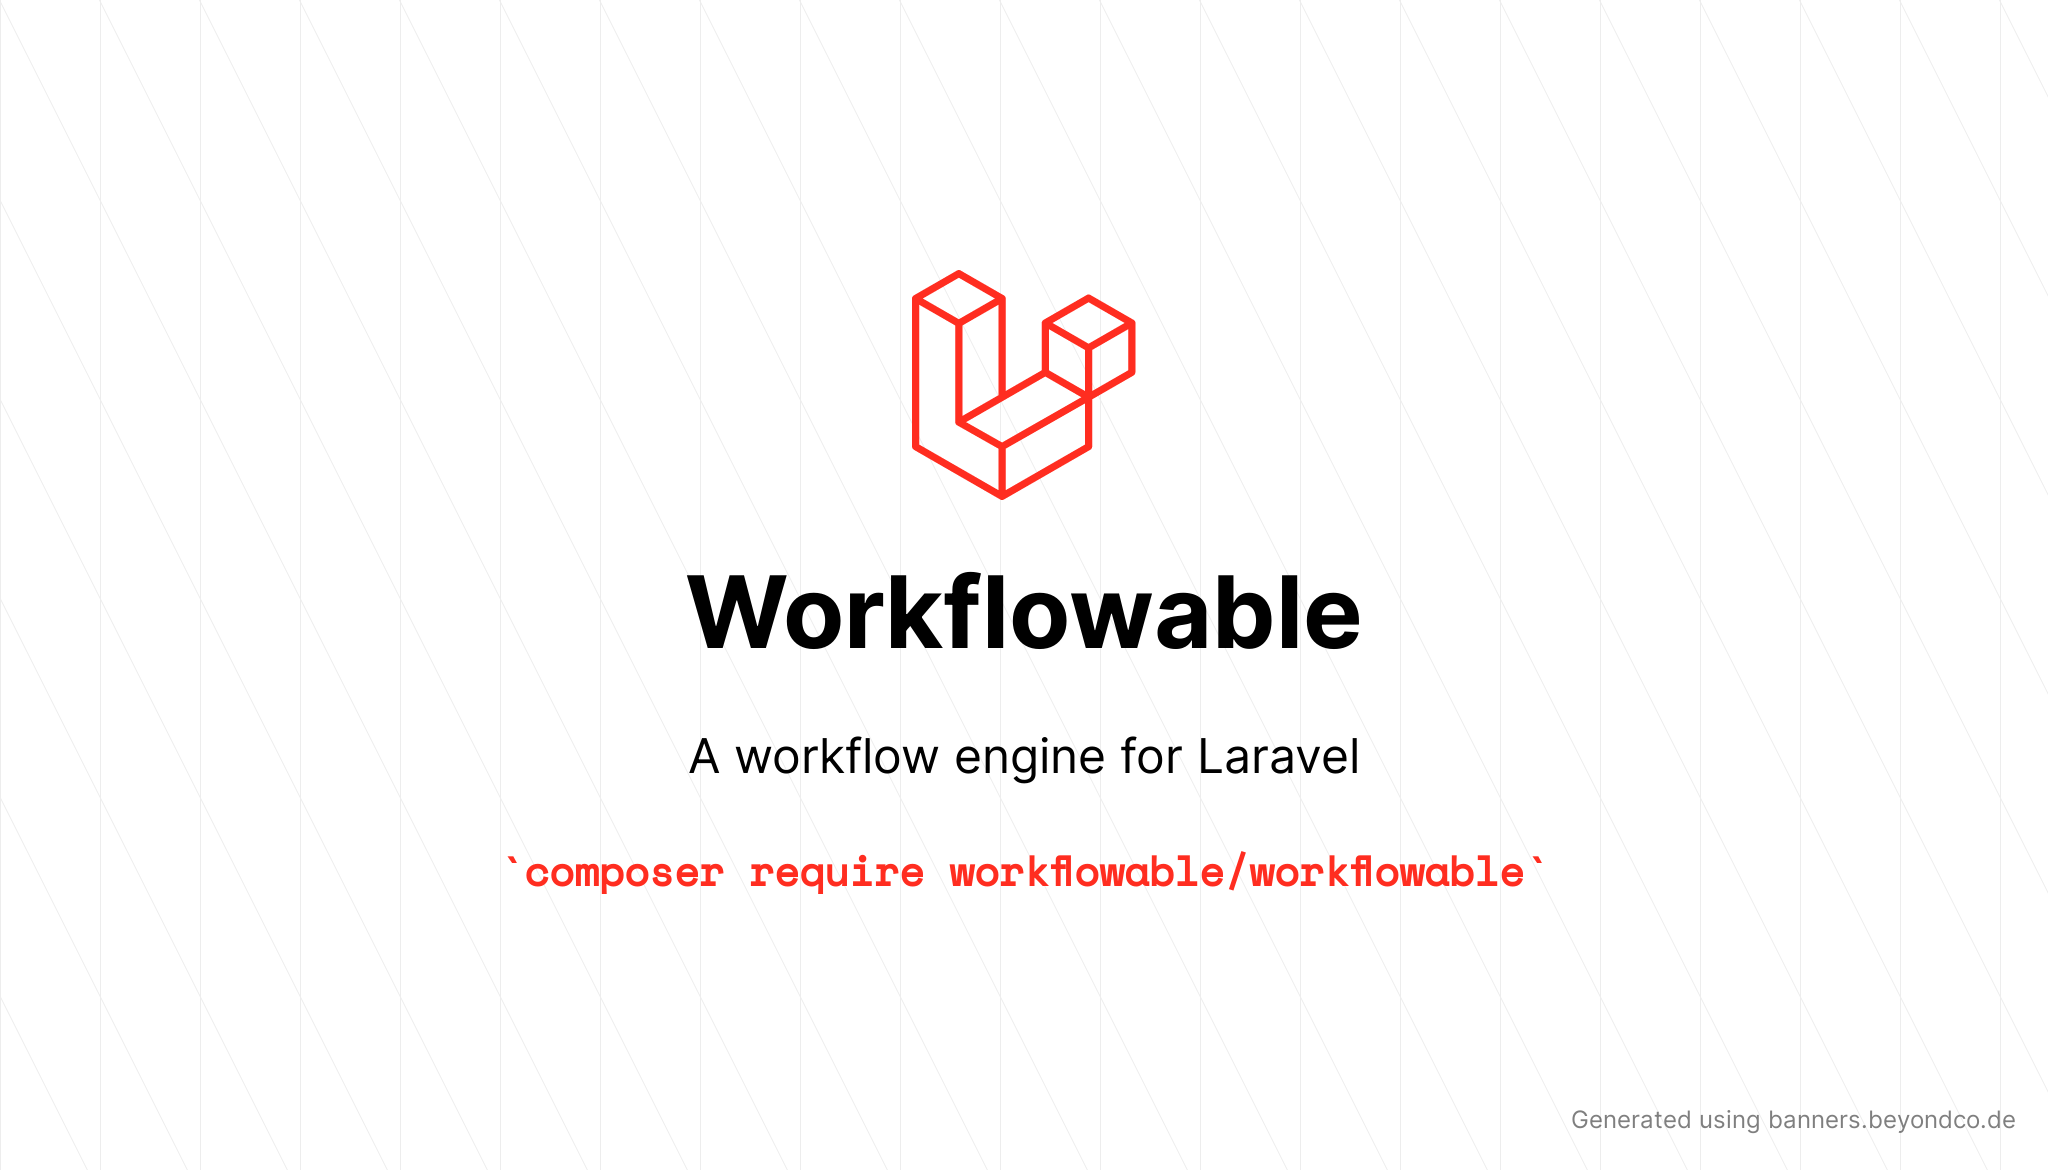 Workflowable
A workflow engine for Laravel
`composer require workflowable/workflowable`
Generated using banners.beyondco.de